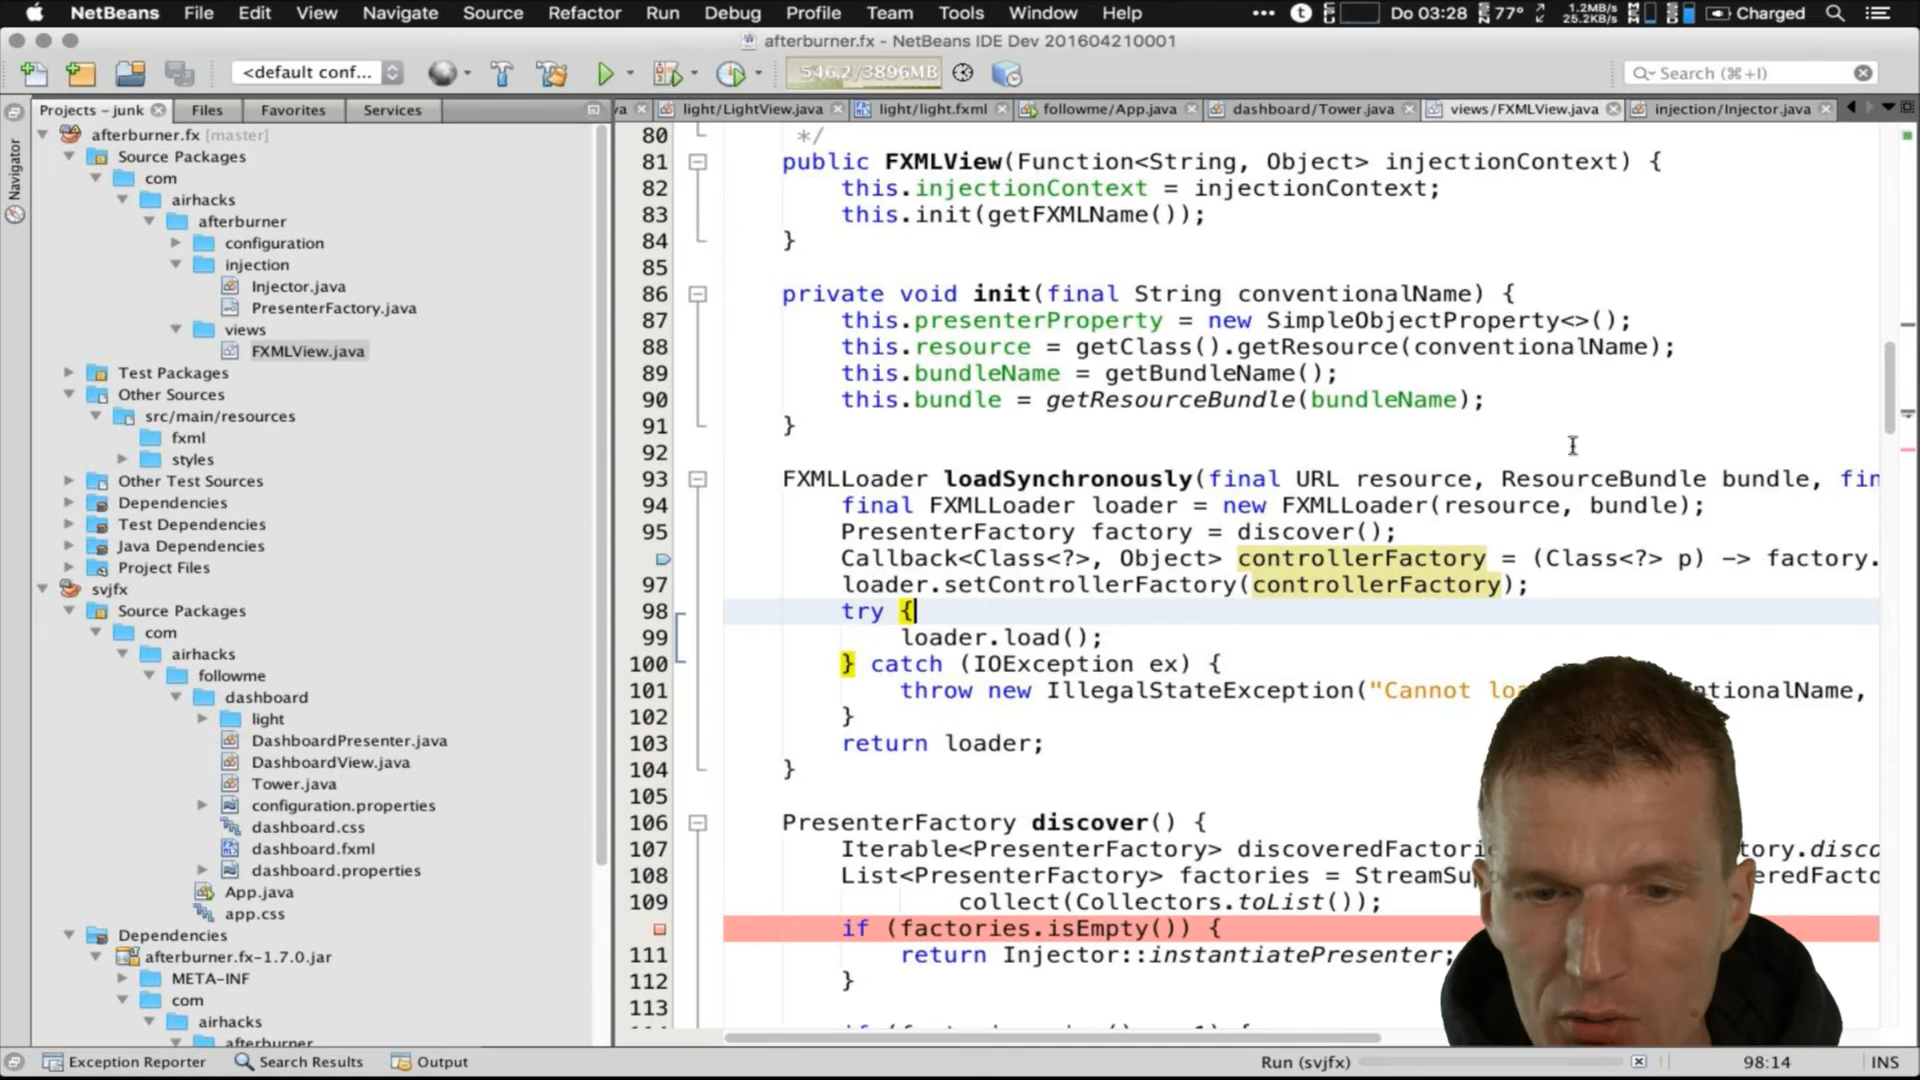 NetBeans File Edit View Navigate Source Refactor Run Debug Profile Team Tools Window Help ••• Do 03:28 77° 1.2MB/s 25.2KB/s Charged
afterburner.fx - NetBeans IDE Dev 201604210001
<default conf... 546,2/3896MB Search (⌘+I)
Projects – junk Files Favorites Services
light/LightView.java light/light.fxml followme/App.java dashboard/Tower.java views/FXMLView.java injection/Injector.java
Navigator
afterburner.fx [master]
Source Packages
com
airhacks
afterburner
configuration
injection
Injector.java
PresenterFactory.java
views
FXMLView.java
Test Packages
Other Sources
src/main/resources
fxml
styles
Other Test Sources
Dependencies
Test Dependencies
Java Dependencies
Project Files
svjfx
Source Packages
com
airhacks
followme
dashboard
light
DashboardPresenter.java
DashboardView.java
Tower.java
configuration.properties
dashboard.css
dashboard.fxml
dashboard.properties
App.java
app.css
Dependencies
afterburner.fx-1.7.0.jar
META-INF
com
airhacks
afterburner
80 */
81 public FXMLView(Function<String, Object> injectionContext) {
82 this.injectionContext = injectionContext;
83 this.init(getFXMLName());
84 }
85
86 private void init(final String conventionalName) {
87 this.presenterProperty = new SimpleObjectProperty<>();
88 this.resource = getClass().getResource(conventionalName);
89 this.bundleName = getBundleName();
90 this.bundle = getResourceBundle(bundleName);
91 }
92
93 FXMLLoader loadSynchronously(final URL resource, ResourceBundle bundle, fin
94 final FXMLLoader loader = new FXMLLoader(resource, bundle);
95 PresenterFactory factory = discover();
Callback<Class<?>, Object> controllerFactory = (Class<?> p) -> factory.
97 loader.setControllerFactory(controllerFactory);
98 try {
99 loader.load();
100 } catch (IOException ex) {
101 throw new IllegalStateException("Cannot loa entionalName,
102 }
103 return loader;
104 }
105
106 PresenterFactory discover() {
107 Iterable<PresenterFactory> discoveredFactorie tory.disco
108 List<PresenterFactory> factories = StreamSu eredFacto
109 collect(Collectors.toList());
if (factories.isEmpty()) {
111 return Injector::instantiatePresenter;
112 }
113
Exception Reporter Search Results Output Run (svjfx) 98:14 INS